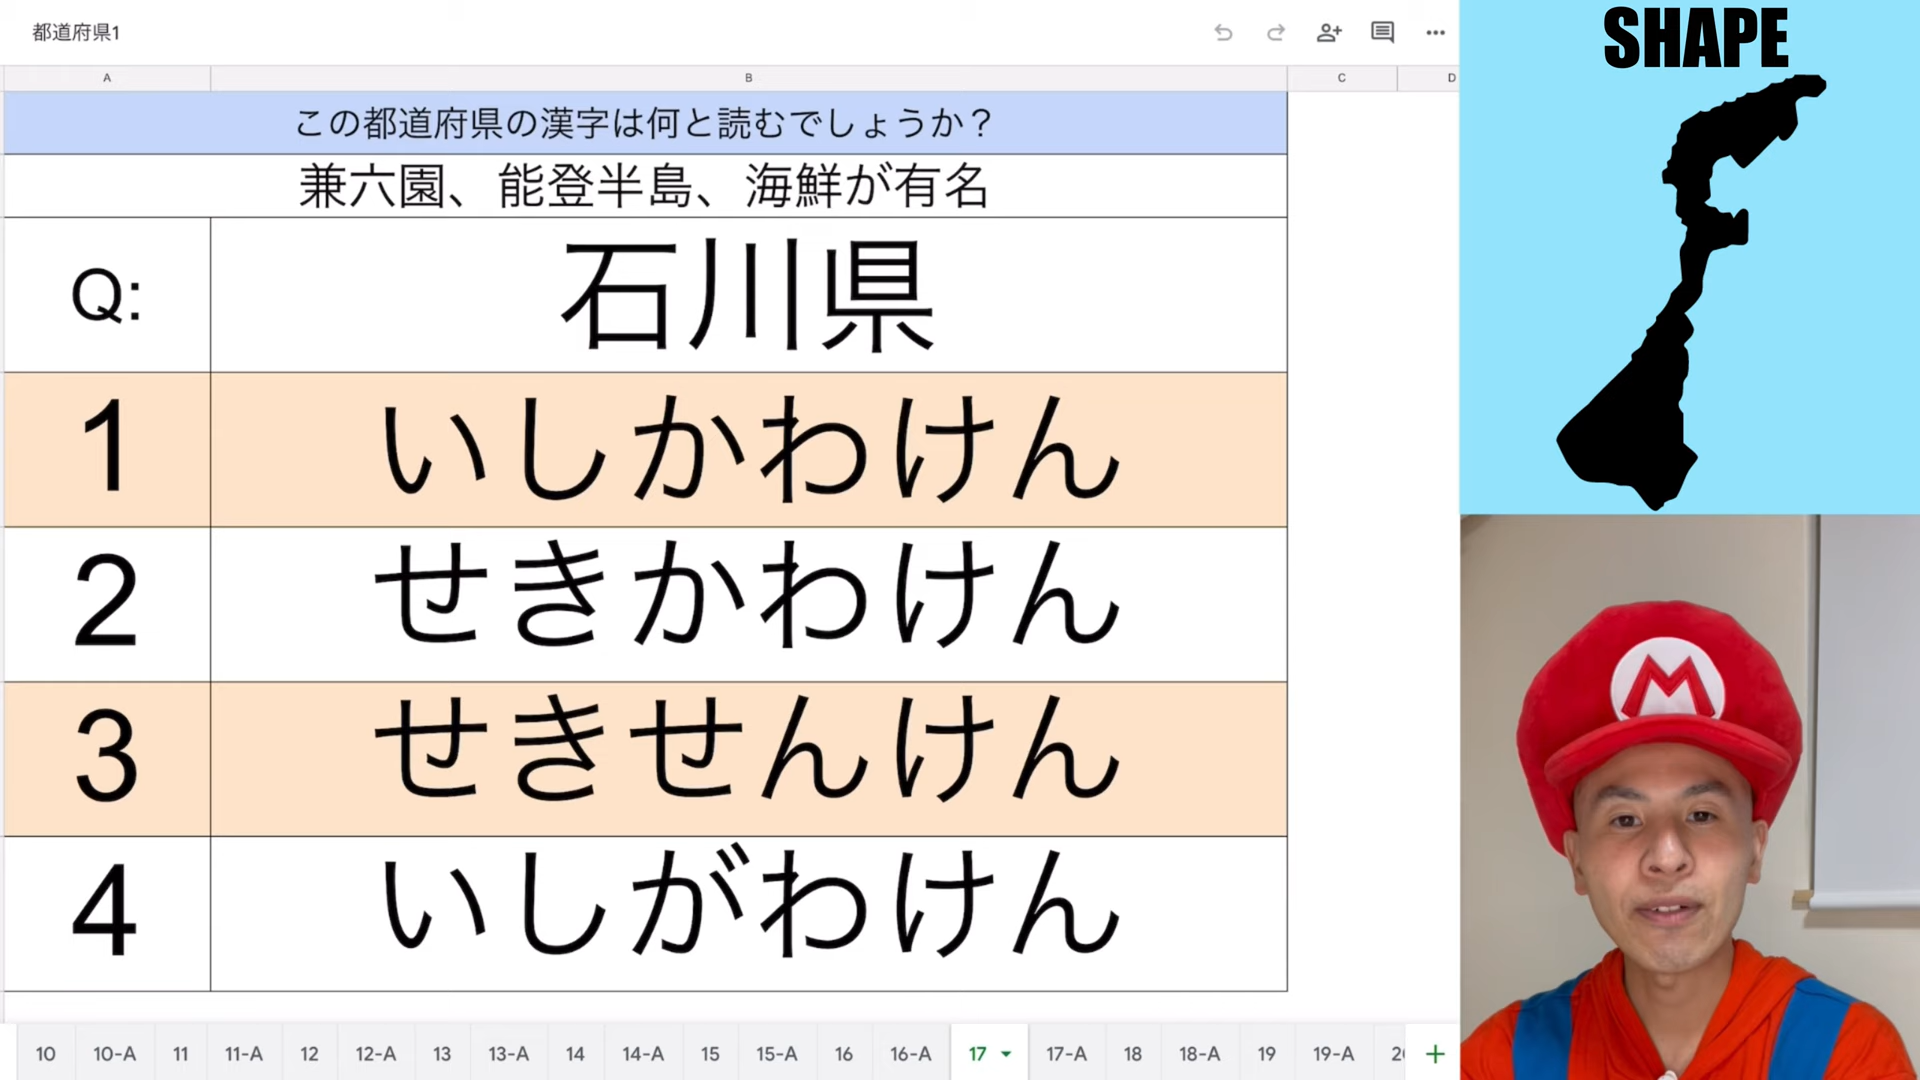 都道府県1
A B C D
この都道府県の漢字は何と読むでしょうか？
兼六園、能登半島、海鮮が有名
Q: 石川県
1 いしかわけん
2 せきかわけん
3 せきせんけん
4 いしがわけん
10 10-A 11 11-A 12 12-A 13 13-A 14 14-A 15 15-A 16 16-A 17 17-A 18 18-A 19 19-A
SHAPE
M